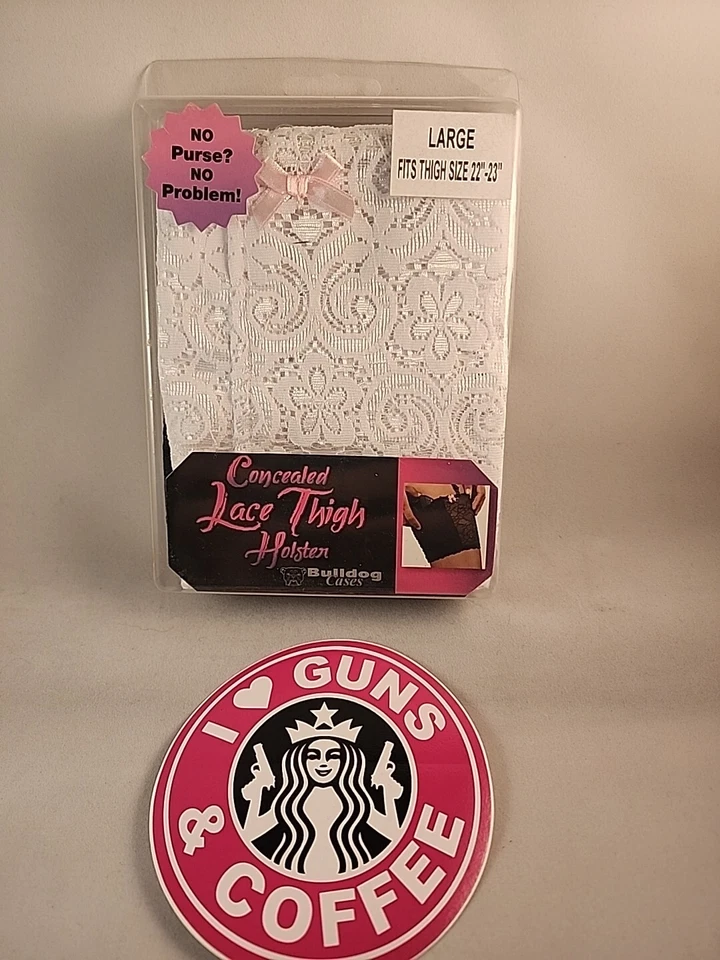 NO
Purse?
NO
Problem!
LARGE
FITS THIGH SIZE 22"-23"
Concealed
Lace Thigh
Holster
Bulldog
Cases
I ♥ GUNS
& COFFEE